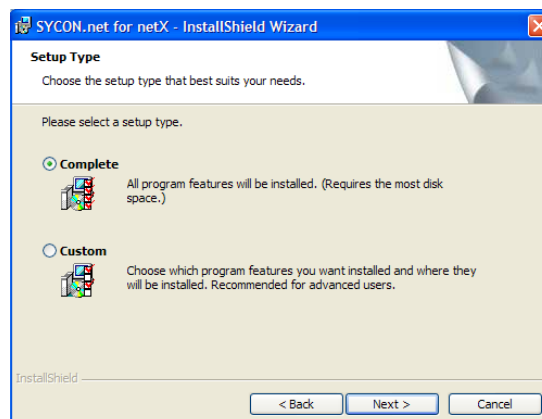 SYCON.net for netX - InstallShield Wizard
Setup Type
Choose the setup type that best suits your needs.
Please select a setup type.
Complete
All program features will be installed. (Requires the most disk
space.)
Custom
Choose which program features you want installed and where they
will be installed. Recommended for advanced users.
InstallShield
< Back Next > Cancel